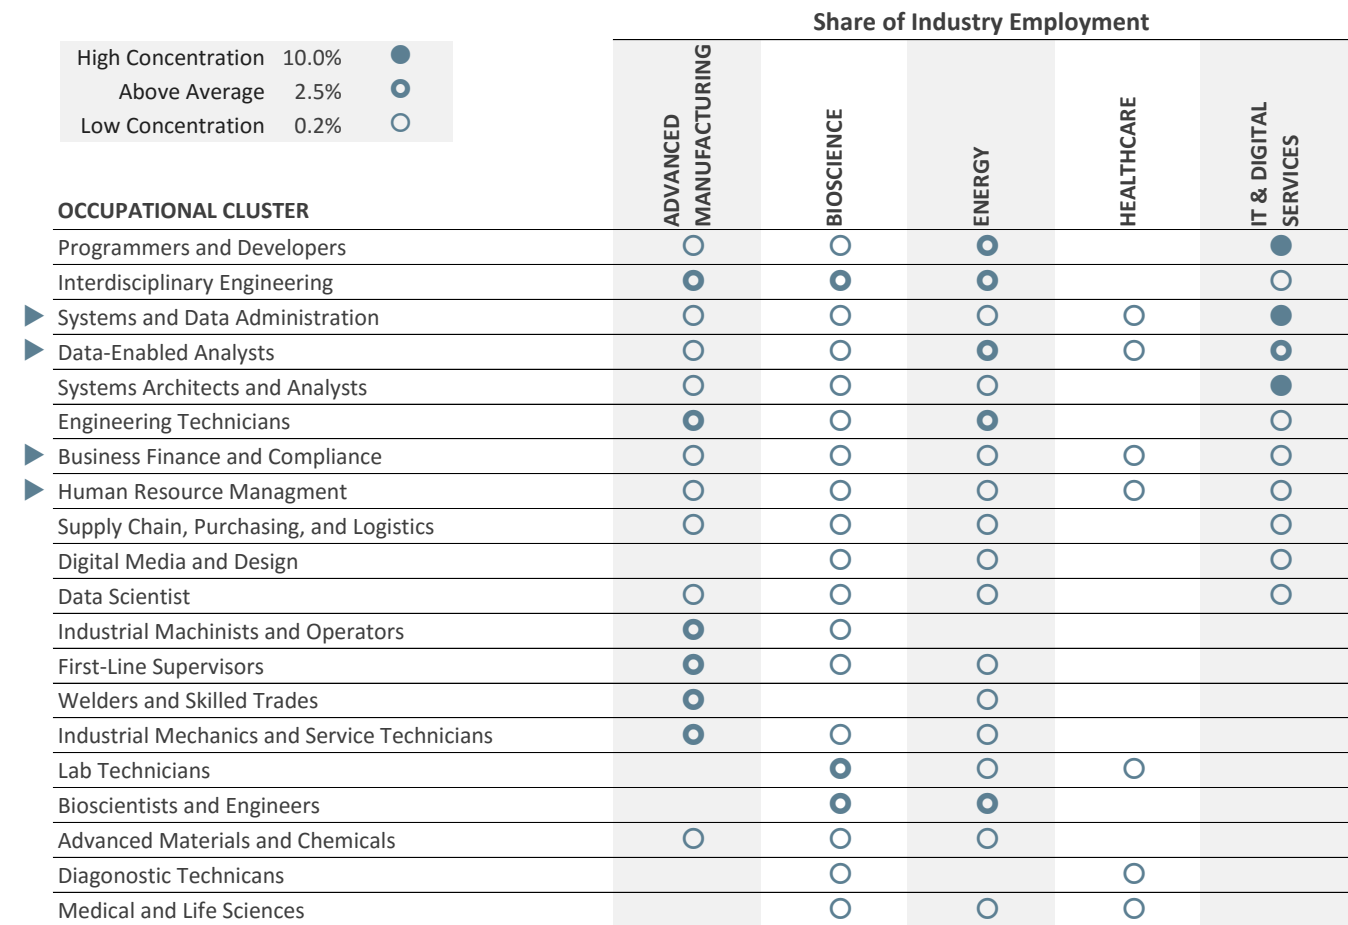 Share of Industry Employment
High Concentration 10.0%
Above Average 2.5%
Low Concentration 0.2%
ADVANCED
MANUFACTURING
BIOSCIENCE
ENERGY
HEALTHCARE
IT & DIGITAL
SERVICES
OCCUPATIONAL CLUSTER
Programmers and Developers
Interdisciplinary Engineering
Systems and Data Administration
Data-Enabled Analysts
Systems Architects and Analysts
Engineering Technicians
Business Finance and Compliance
Human Resource Managment
Supply Chain, Purchasing, and Logistics
Digital Media and Design
Data Scientist
Industrial Machinists and Operators
First-Line Supervisors
Welders and Skilled Trades
Industrial Mechanics and Service Technicians
Lab Technicians
Bioscientists and Engineers
Advanced Materials and Chemicals
Diagonostic Technicans
Medical and Life Sciences